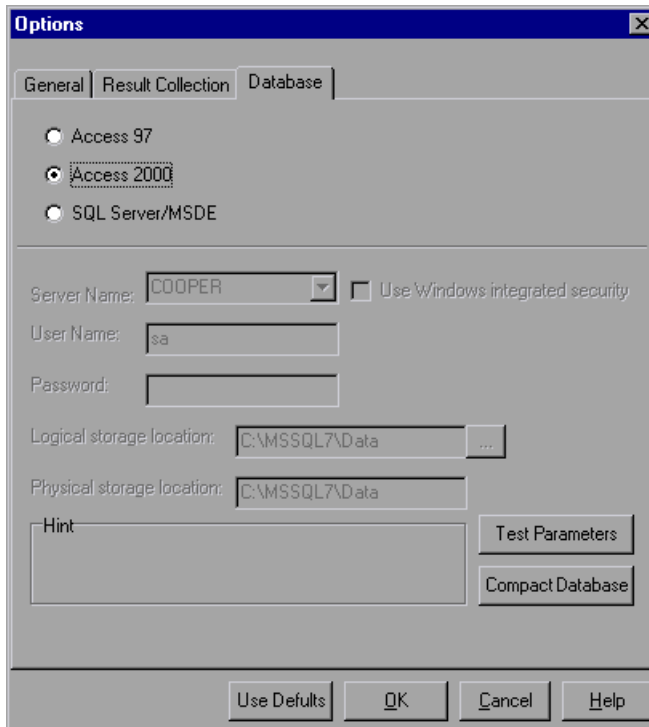 Options
General Result Collection Database
Access 97
Access 2000
SQL Server/MSDE
Server Name: COOPER Use Windows integrated security
User Name: sa
Password:
Logical storage location: C:\MSSQL7\Data ...
Physical storage location: C:\MSSQL7\Data
Hint
Test Parameters
Compact Database
Use Defults OK Cancel Help